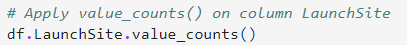 # Apply value_counts() on column LaunchSite
df.LaunchSite.value_counts()